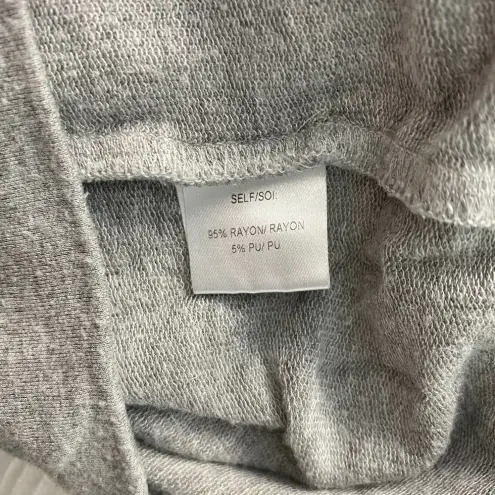 SELF/SOI:
95% RAYON/ RAYON
5% PU/ PU